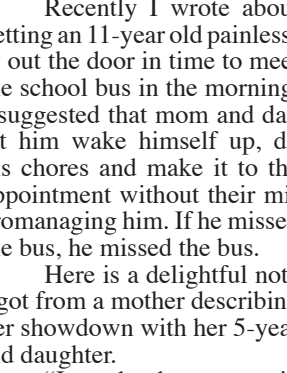 Recently I wrote abou
etting an 11-year old painless
out the door in time to mee
e school bus in the morning
suggested that mom and da
t him wake himself up, d
s chores and make it to th
ppointment without their mi
romanaging him. If he misse
e bus, he missed the bus.
Here is a delightful not
got from a mother describin
er showdown with her 5-yea
d daughter.